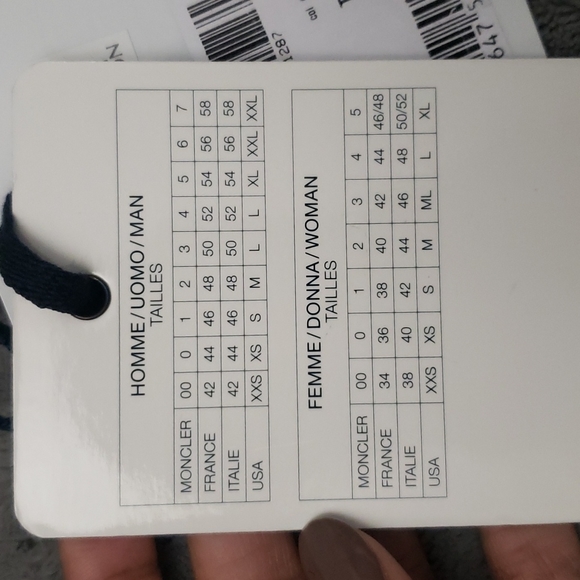 HOMME / UOMO / MAN
TAILLES
MONCLER 00 0 1 2 3 4 5 6 7
FRANCE 42 44 46 48 50 52 54 56 58
ITALIE 42 44 46 48 50 52 54 56 58
USA XXS XS S M L L XL XXL XXL
FEMME / DONNA / WOMAN
TAILLES
MONCLER 00 0 1 2 3 4 5
FRANCE 34 36 38 40 42 44 46/48
ITALIE 38 40 42 44 46 48 50/52
USA XXS XS S M ML L XL